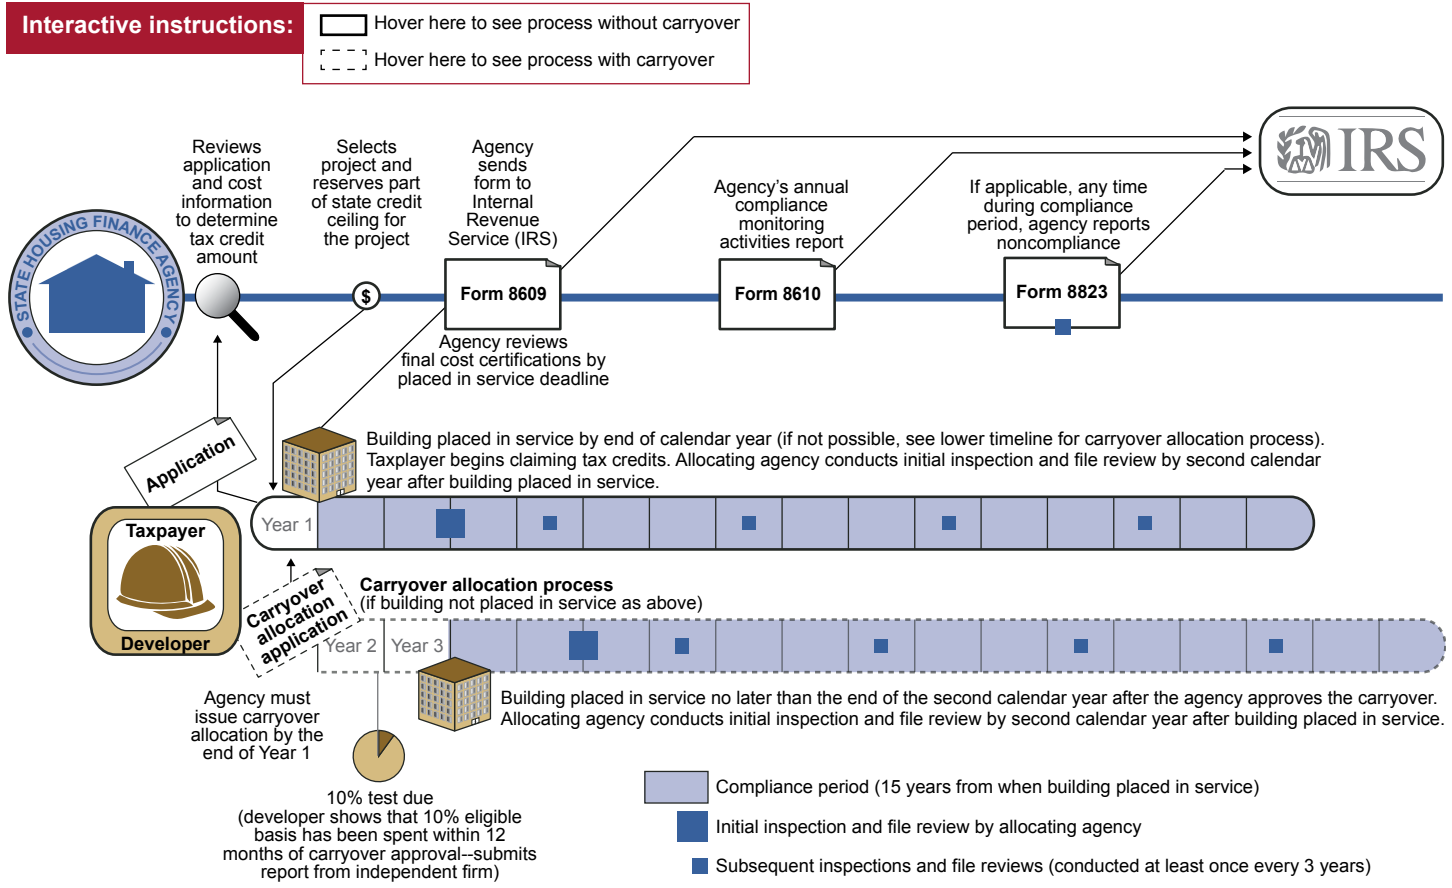 Interactive instructions:
Hover here to see process without carryover
Hover here to see process with carryover
Reviews
application
and cost
information
to determine
tax credit
amount
Selects
project and
reserves part
of state credit
ceiling for
the project
Agency
sends
form to
Internal
Revenue
Service (IRS)
Agency's annual
compliance
monitoring
activities report
If applicable, any time
during compliance
period, agency reports
noncompliance
IRS
STATE HOUSING FINANCE AGENCY
$
Form 8609
Form 8610
Form 8823
Agency reviews
final cost certifications by
placed in service deadline
Application
Building placed in service by end of calendar year (if not possible, see lower timeline for carryover allocation process).
Taxplayer begins claiming tax credits. Allocating agency conducts initial inspection and file review by second calendar
year after building placed in service.
Year 1
Taxpayer
Developer
Carryover
allocation
application
Carryover allocation process
(if building not placed in service as above)
Year 2
Year 3
Building placed in service no later than the end of the second calendar year after the agency approves the carryover.
Allocating agency conducts initial inspection and file review by second calendar year after building placed in service.
Agency must
issue carryover
allocation by the
end of Year 1
10% test due
(developer shows that 10% eligible
basis has been spent within 12
months of carryover approval--submits
report from independent firm)
Compliance period (15 years from when building placed in service)
Initial inspection and file review by allocating agency
Subsequent inspections and file reviews (conducted at least once every 3 years)